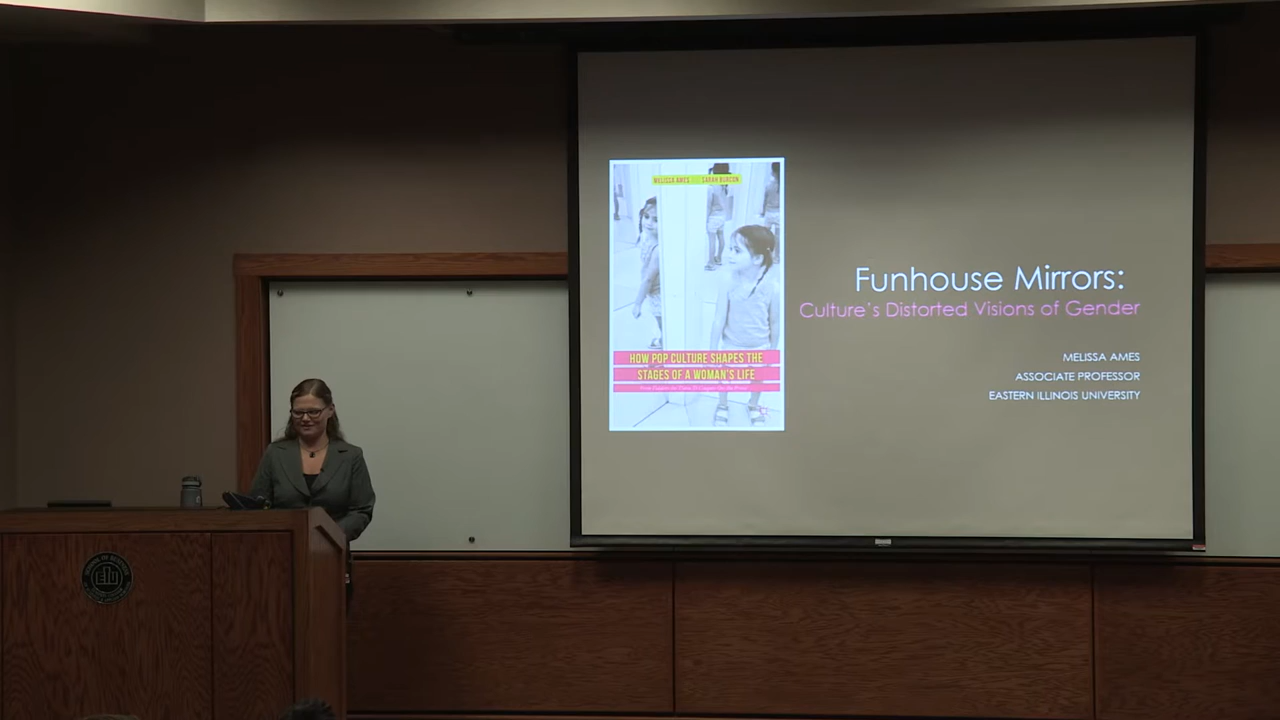 MELISSA AMES SARAH BURCON
HOW POP CULTURE SHAPES THE
STAGES OF A WOMAN'S LIFE
Funhouse Mirrors:
Culture's Distorted Visions of Gender
MELISSA AMES
ASSOCIATE PROFESSOR
EASTERN ILLINOIS UNIVERSITY
EIU